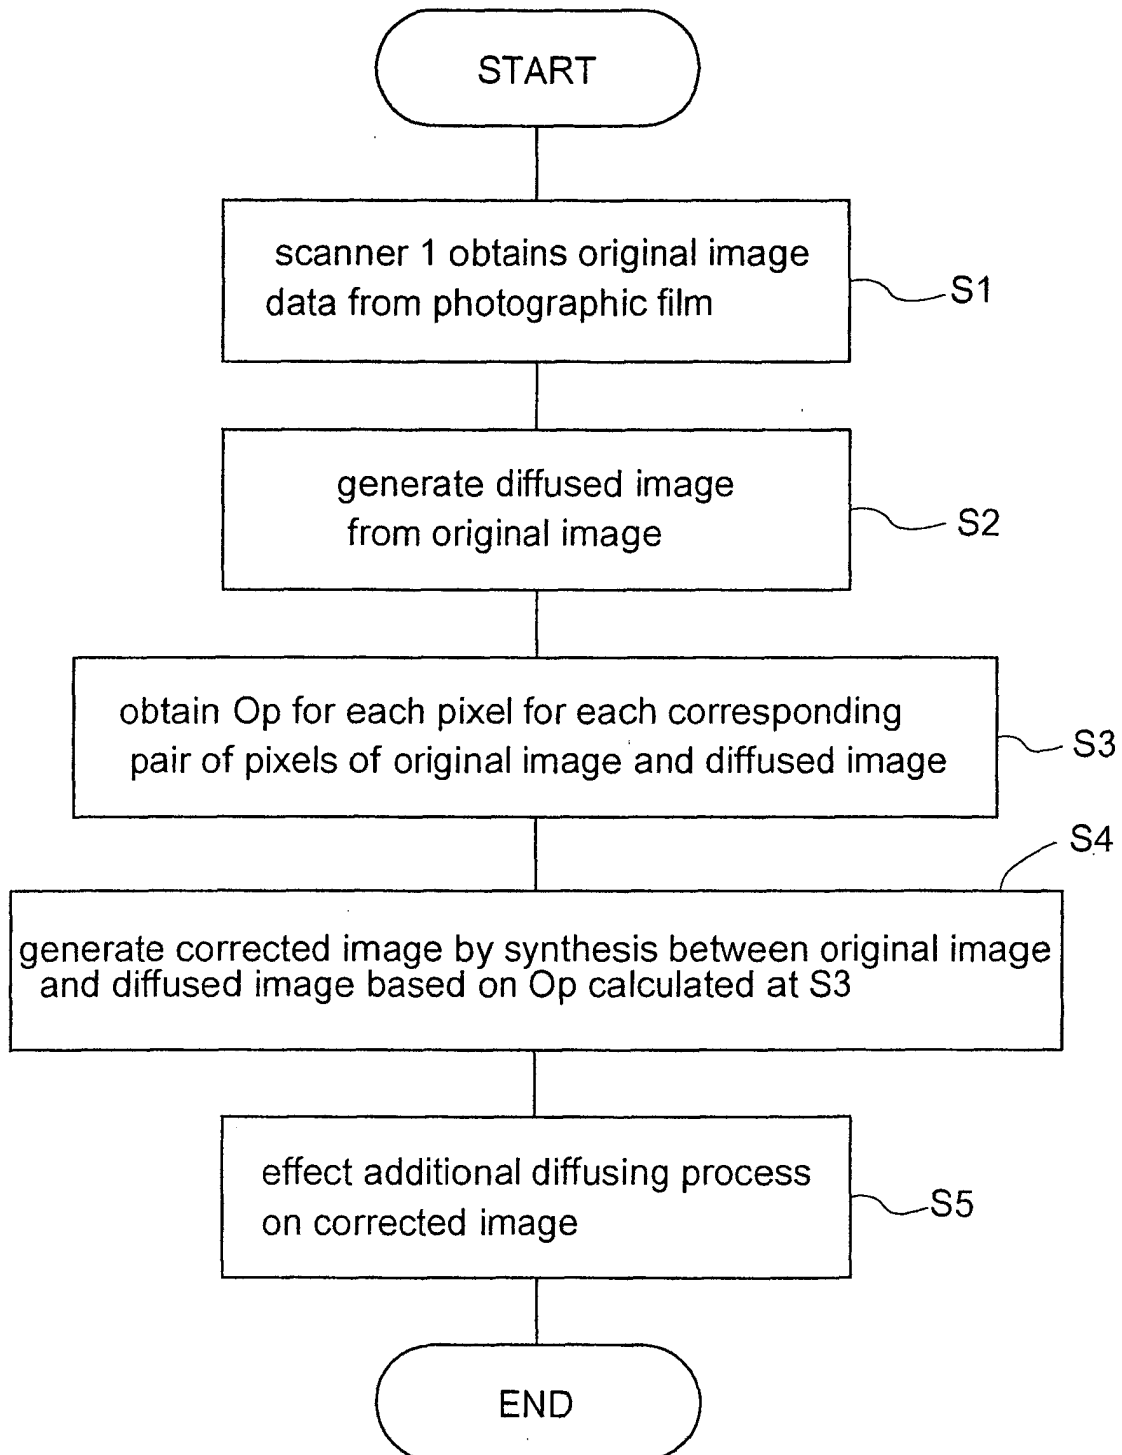 START
scanner 1 obtains original image
data from photographic film
S1
generate diffused image
from original image
S2
obtain Op for each pixel for each corresponding
pair of pixels of original image and diffused image
S3
S4
generate corrected image by synthesis between original image
and diffused image based on Op calculated at S3
effect additional diffusing process
on corrected image
S5
END